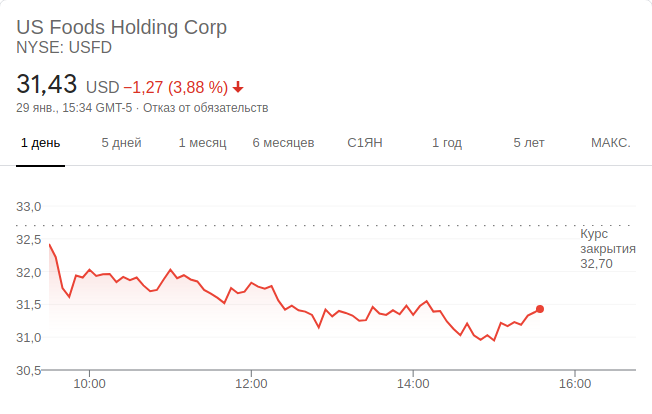 US Foods Holding Corp
NYSE: USFD
31,43 USD −1,27 (3,88 %)
29 янв., 15:34 GMT-5 · Отказ от обязательств
1 день 5 дней 1 месяц 6 месяцев С1ЯН 1 год 5 лет МАКС.
33,0
32,5
32,0
31,5
31,0
30,5
Курс
закрытия
32,70
10:00 12:00 14:00 16:00